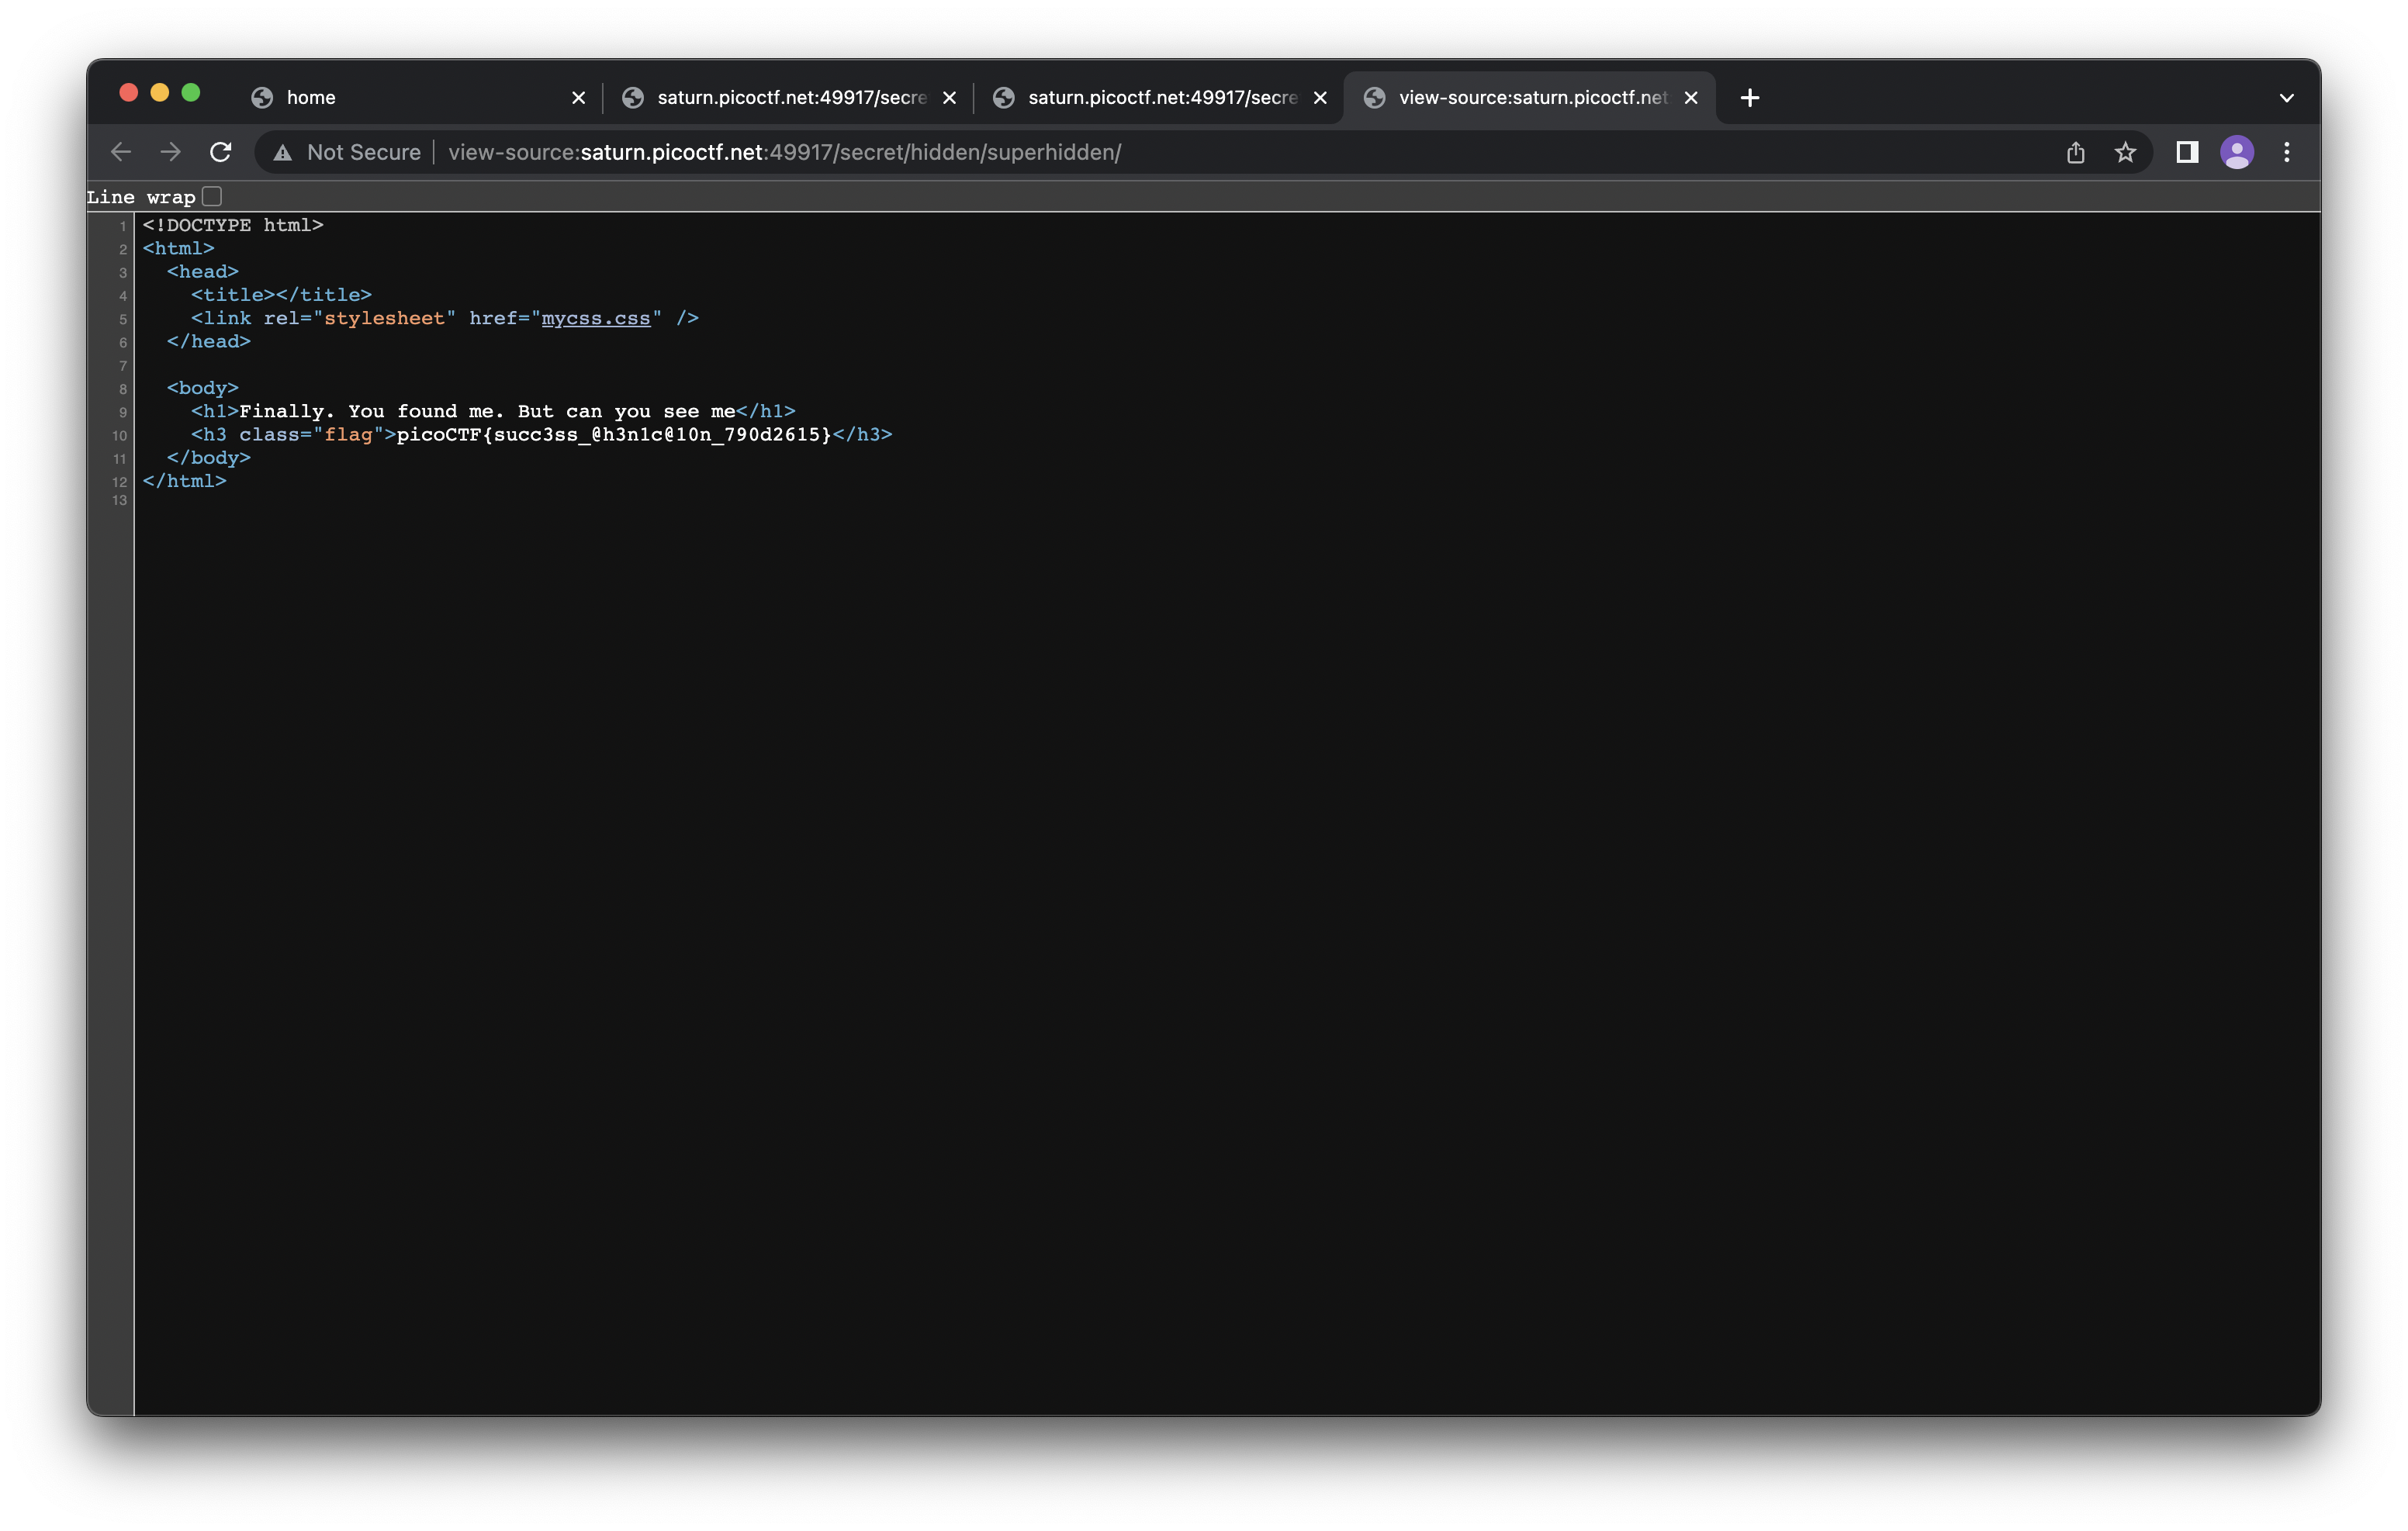 home
saturn.picoctf.net:49917/secre
saturn.picoctf.net:49917/secre
view-source:saturn.picoctf.net
Not Secure view-source:saturn.picoctf.net:49917/secret/hidden/superhidden/
Line wrap
1 <!DOCTYPE html>
2 <html>
3 <head>
4 <title></title>
5 <link rel="stylesheet" href="mycss.css" />
6 </head>
7
8 <body>
9 <h1>Finally. You found me. But can you see me</h1>
10 <h3 class="flag">picoCTF{succ3ss_@h3n1c@10n_790d2615}</h3>
11 </body>
12 </html>
13